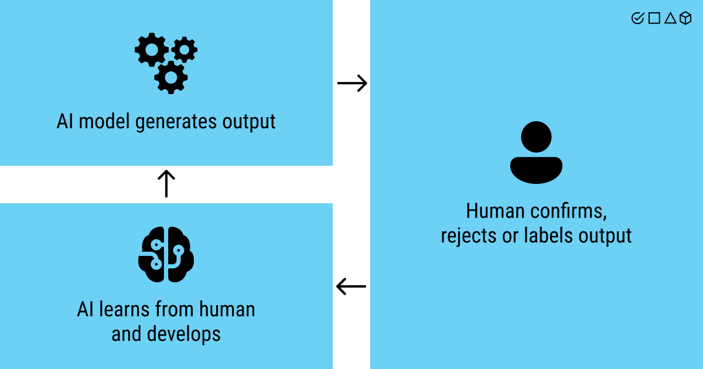 AI model generates output
Human confirms,
rejects or labels output
AI learns from human
and develops